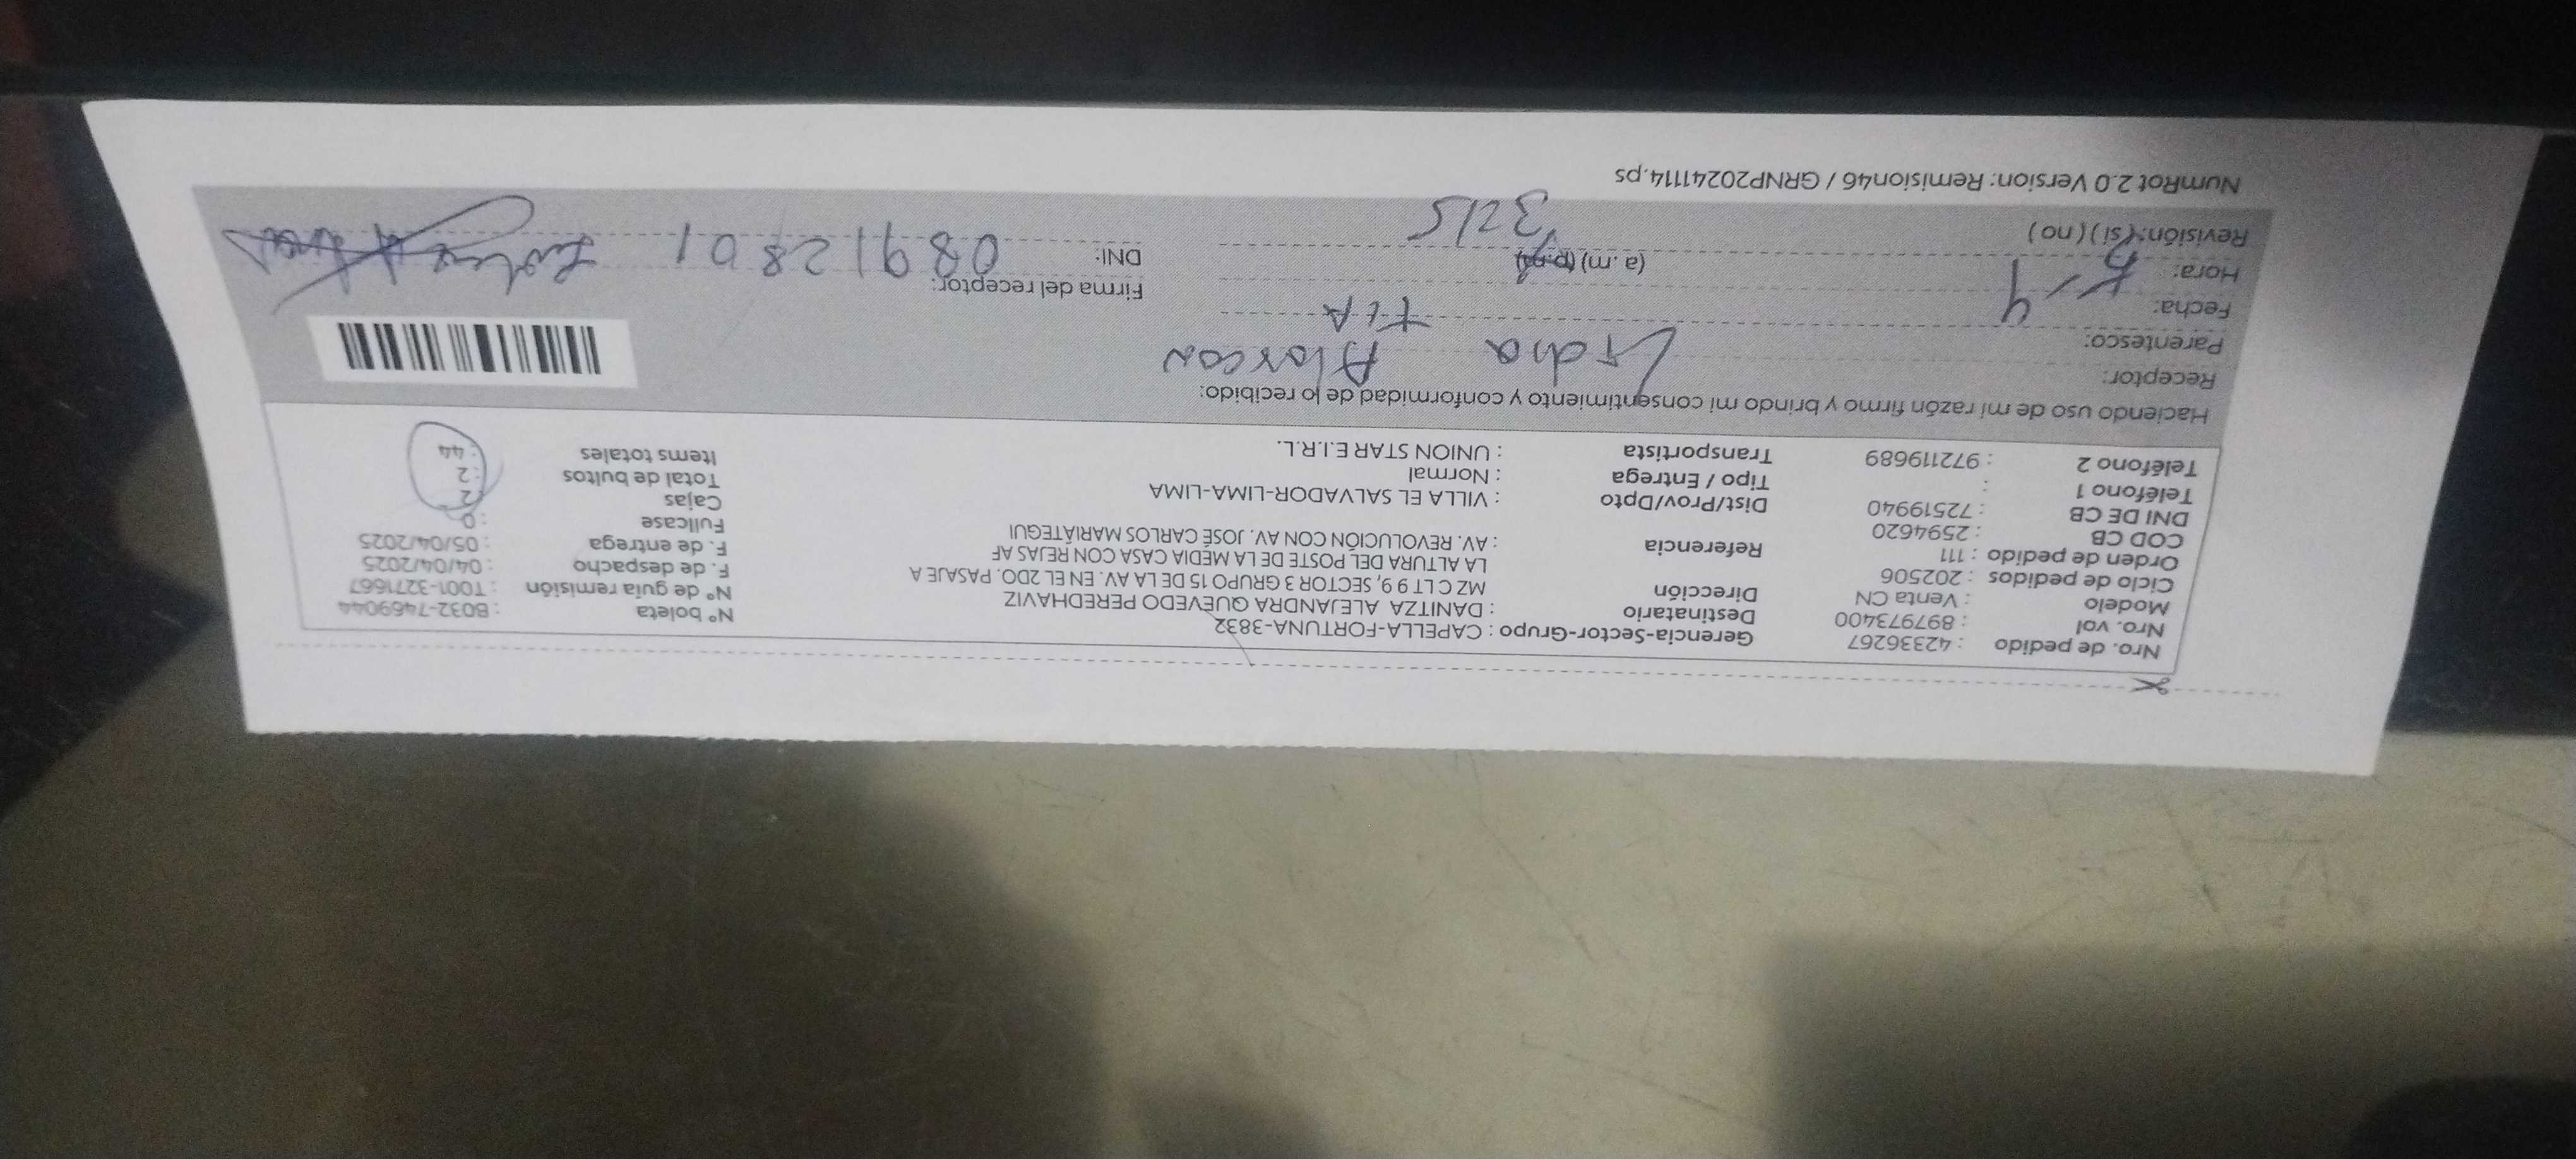 Nro. de pedido : 42336267 Gerencia-Sector-Grupo : CAPELLA-FORTUNA-3832 N° boleta : B032-7469044
Nro. vol : 897973400 Destinatario : DANITZA ALEJANDRA QUEVEDO PEREDHAVIZ N° de guía remisión : T001-3271667
Modelo : Venta CN Dirección MZ C LT 9 9, SECTOR 3 GRUPO 15 DE LA AV. EN EL 2DO. PASAJE A F. de despacho : 04/04/2025
Ciclo de pedidos : 202506 LA ALTURA DEL POSTE DE LA MEDIA CASA CON REJAS AF F. de entrega : 05/04/2025
Orden de pedido : 111 Referencia : AV. REVOLUCIÓN CON AV. JOSÉ CARLOS MARIÁTEGUI Fullcase : 0
COD CB : 2594620 Dist/Prov/Dpto : VILLA EL SALVADOR-LIMA-LIMA Cajas : 2
DNI DE CB : 72519940 Tipo / Entrega : Normal Total de bultos : 2
Teléfono 1 : Transportista : UNION STAR E.I.R.L. Items totales : 44
Teléfono 2 : 972119689
Haciendo uso de mi razón firmo y brindo mi consentimiento y conformidad de lo recibido:
Receptor: Lidia Alarcon
Parentesco: TIA
Fecha: 5-4 Firma del receptor:
Hora: (a.m) (p.m) DNI: 08912801
Revisión: (si) (no) 3215
NumRot 2.0 Version: Remision46 / GRNP20241114.ps